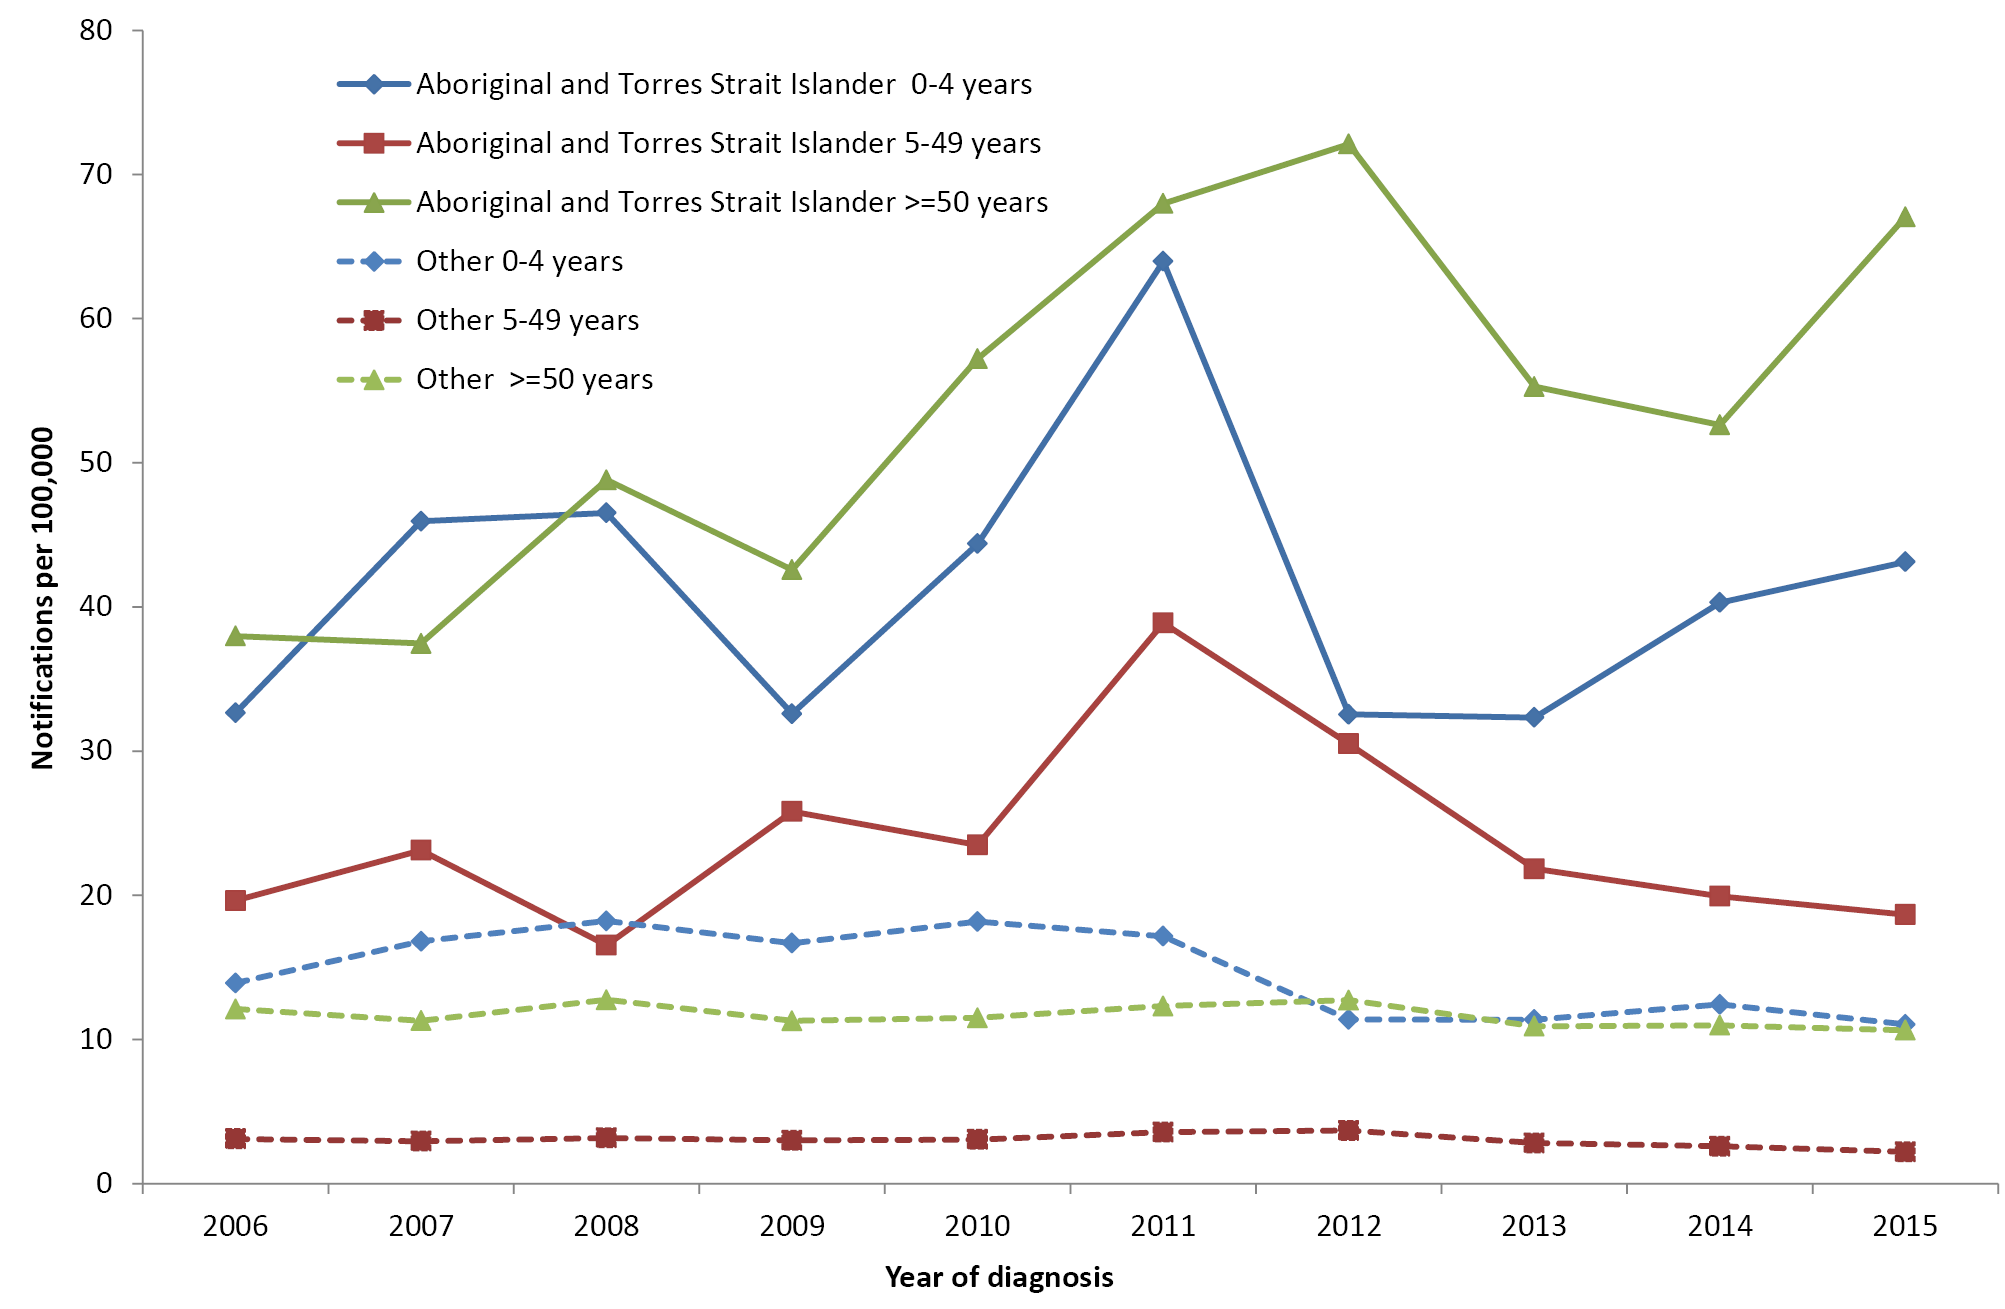 80
70
60
50
40
30
20
10
0
Notifications per 100,000
Aboriginal and Torres Strait Islander  0-4 years
Aboriginal and Torres Strait Islander 5-49 years
Aboriginal and Torres Strait Islander >=50 years
Other 0-4 years
Other 5-49 years
Other  >=50 years
2006 2007 2008 2009 2010 2011 2012 2013 2014 2015
Year of diagnosis